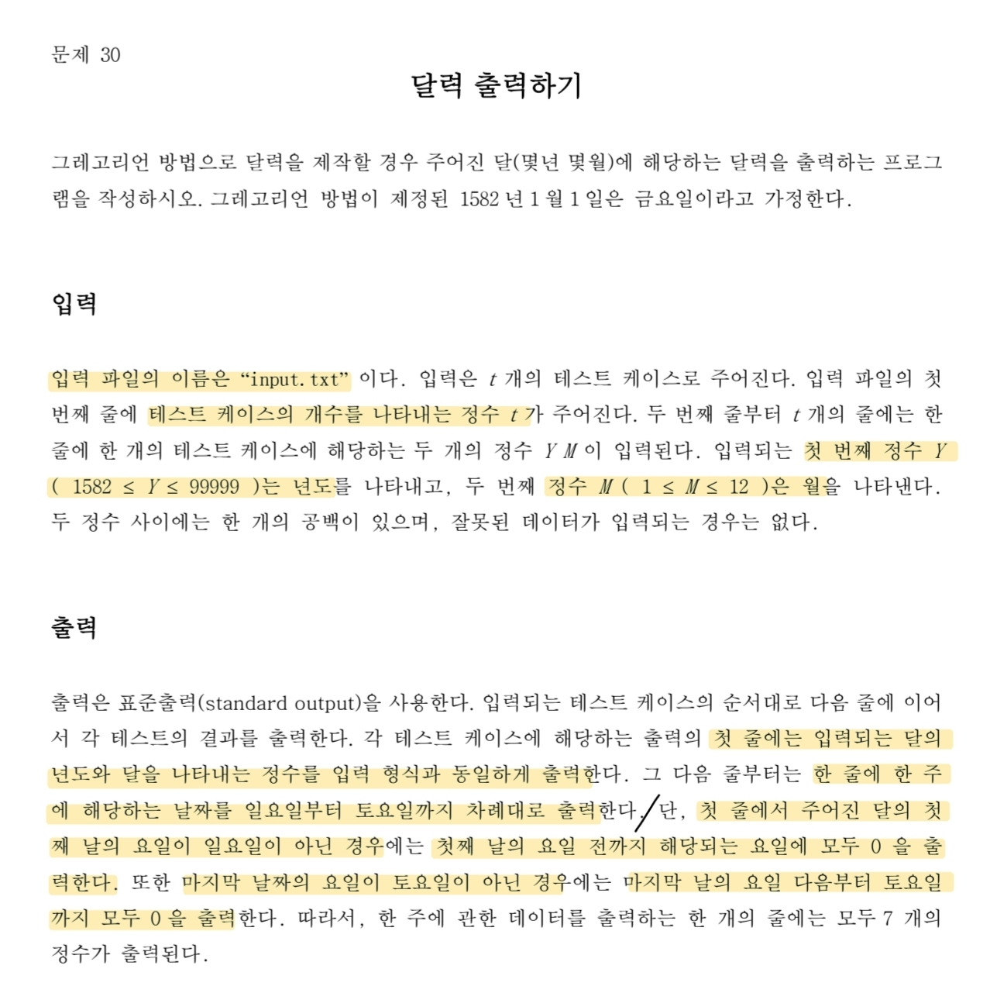 문제 30
달력 출력하기
그레고리언 방법으로 달력을 제작할 경우 주어진 달(몇년 몇월)에 해당하는 달력을 출력하는 프로그
램을 작성하시오. 그레고리언 방법이 제정된 1582년 1월 1일은 금요일이라고 가정한다.
입력
입력 파일의 이름은 “input.txt” 이다. 입력은 t 개의 테스트 케이스로 주어진다. 입력 파일의 첫
번째 줄에 테스트 케이스의 개수를 나타내는 정수 t 가 주어진다. 두 번째 줄부터 t 개의 줄에는 한
줄에 한 개의 테스트 케이스에 해당하는 두 개의 정수 Y M 이 입력된다. 입력되는 첫 번째 정수 Y
( 1582 ≤ Y ≤ 99999 )는 년도를 나타내고, 두 번째 정수 M ( 1 ≤ M ≤ 12 )은 월을 나타낸다.
두 정수 사이에는 한 개의 공백이 있으며, 잘못된 데이터가 입력되는 경우는 없다.
출력
출력은 표준출력(standard output)을 사용한다. 입력되는 테스트 케이스의 순서대로 다음 줄에 이어
서 각 테스트의 결과를 출력한다. 각 테스트 케이스에 해당하는 출력의 첫 줄에는 입력되는 달의
년도와 달을 나타내는 정수를 입력 형식과 동일하게 출력한다. 그 다음 줄부터는 한 줄에 한 주
에 해당하는 날짜를 일요일부터 토요일까지 차례대로 출력한다. 단, 첫 줄에서 주어진 달의 첫
째 날의 요일이 일요일이 아닌 경우에는 첫째 날의 요일 전까지 해당되는 요일에 모두 0 을 출
력한다. 또한 마지막 날짜의 요일이 토요일이 아닌 경우에는 마지막 날의 요일 다음부터 토요일
까지 모두 0 을 출력한다. 따라서, 한 주에 관한 데이터를 출력하는 한 개의 줄에는 모두 7 개의
정수가 출력된다.